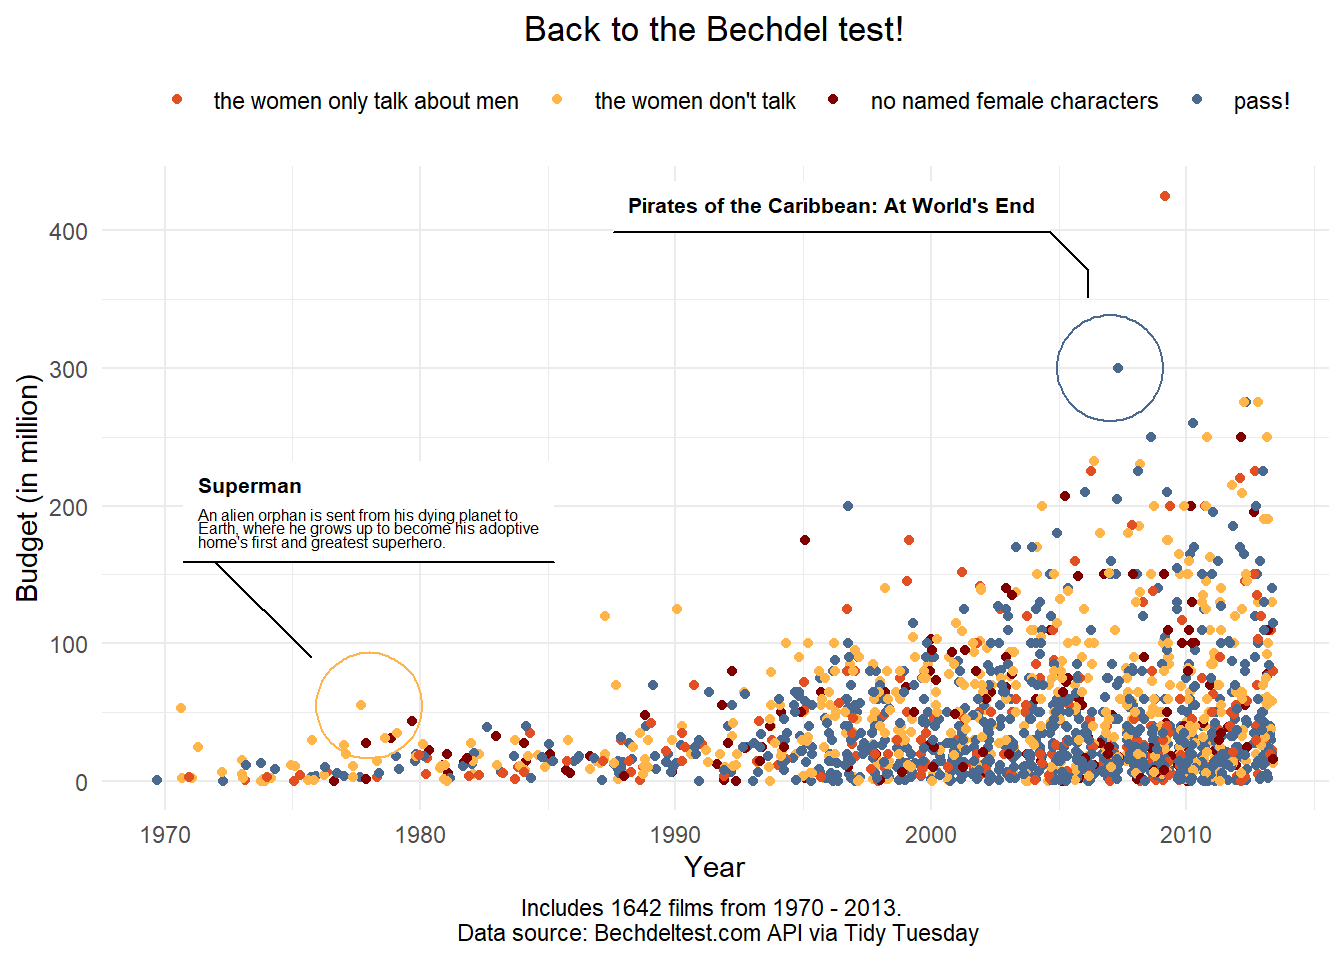 Back to the Bechdel test!
the women only talk about men the women don't talk no named female characters pass!
Pirates of the Caribbean: At World's End
Superman
An alien orphan is sent from his dying planet to
Earth, where he grows up to become his adoptive
home's first and greatest superhero.
Budget (in million)
400
300
200
100
0
1970 1980 1990 2000 2010
Year
Includes 1642 films from 1970 - 2013.
Data source: Bechdeltest.com API via Tidy Tuesday